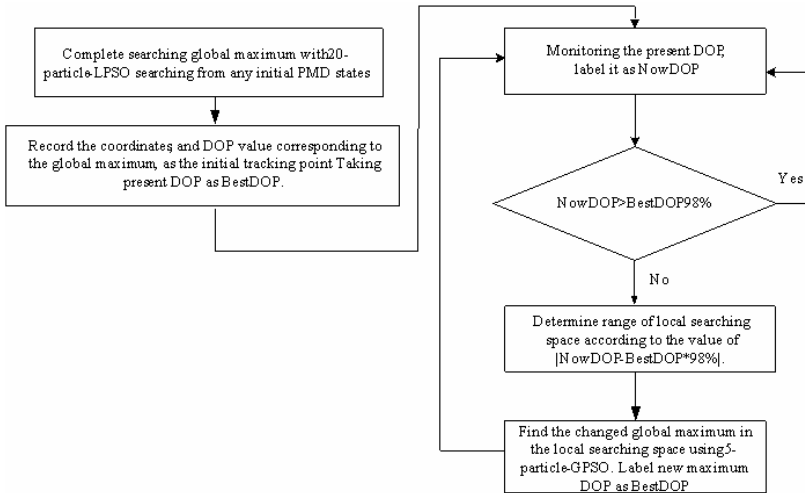 Complete searching global maximum with20-
particle-LPSO searching from any initial PMD states
Record the coordinates, and DOP value corresponding to
the global maximum, as the initial tracking point Taking
present DOP as BestDOP.
Monitoring the present DOP,
label it as NowDOP
NowDOP>BestDOP98%
Yes
No
Determine range of local searching
space according to the value of
|NowDOP-BestDOP*98%|.
Find the changed global maximum in
the local searching space using5-
particle-GPSO. Label new maximum
DOP as BestDOP